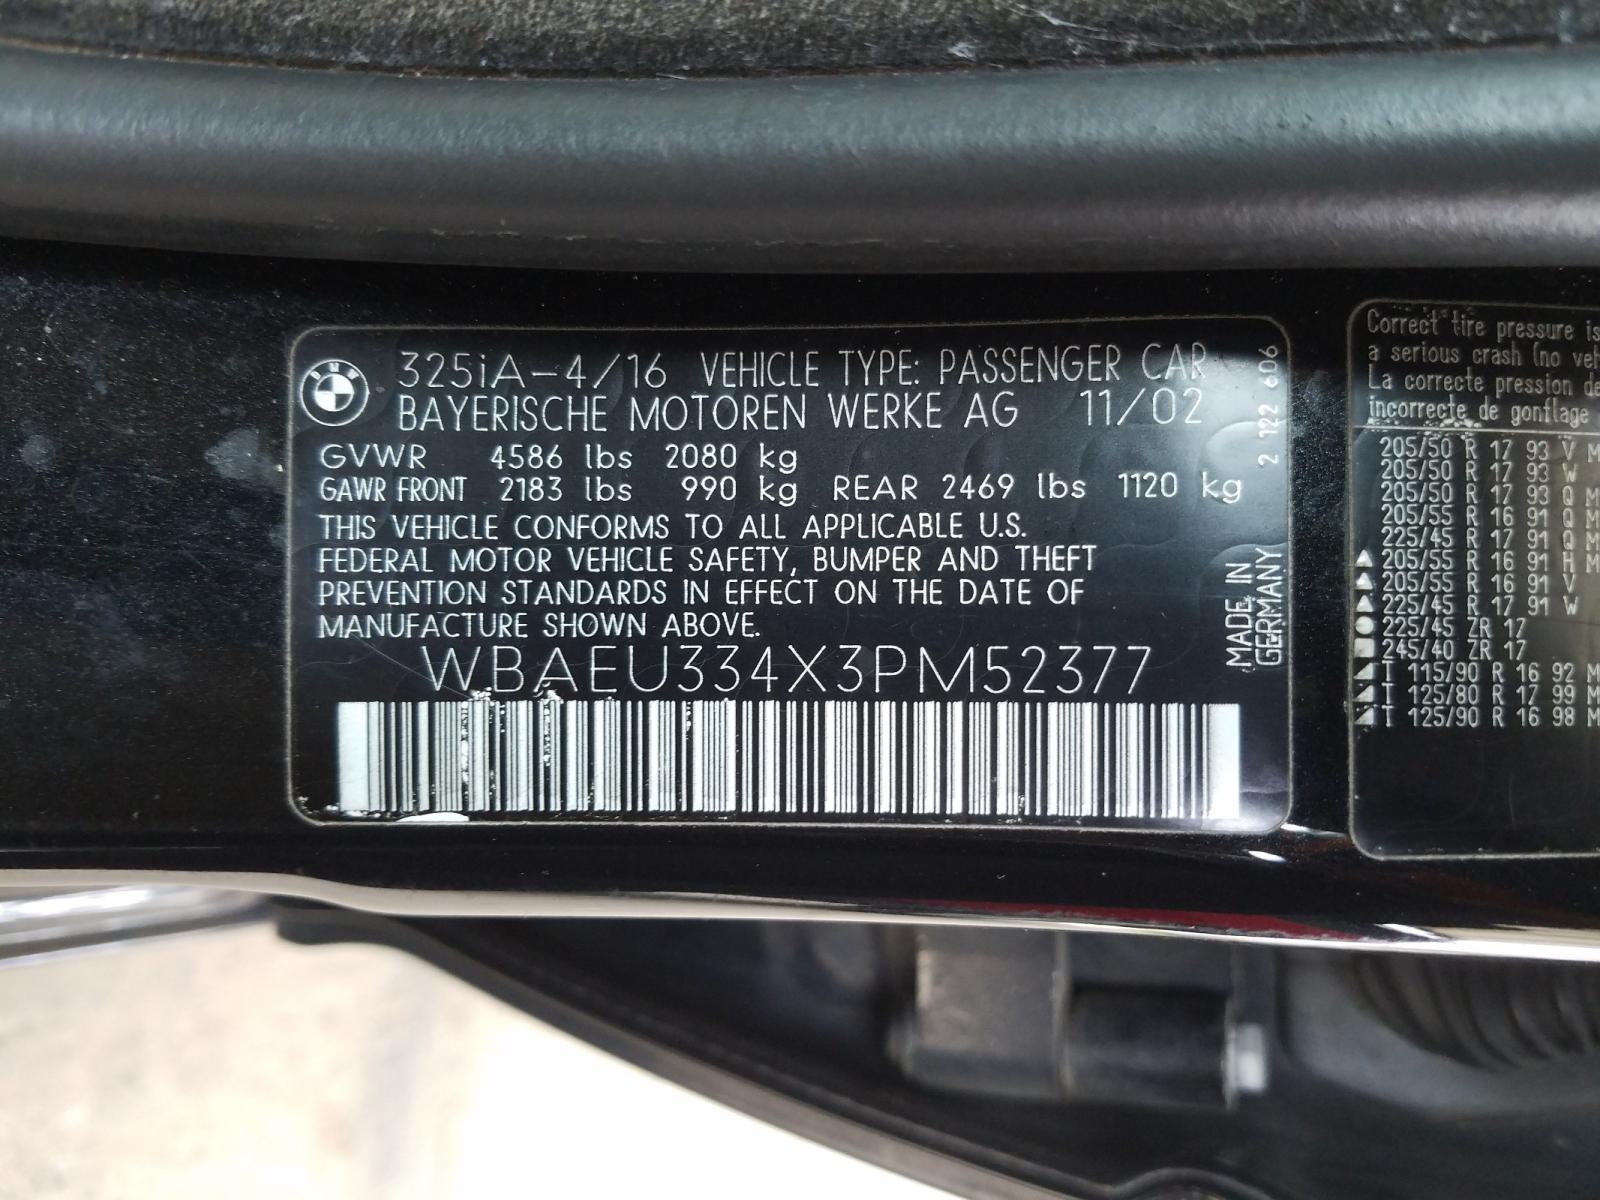 BMW
325iA-4/16 VEHICLE TYPE: PASSENGER CAR
BAYERISCHE MOTOREN WERKE AG 11/02
GVWR 4586 lbs 2080 kg
GAWR FRONT 2183 lbs 990 kg REAR 2469 lbs 1120 kg
THIS VEHICLE CONFORMS TO ALL APPLICABLE U.S.
FEDERAL MOTOR VEHICLE SAFETY, BUMPER AND THEFT
PREVENTION STANDARDS IN EFFECT ON THE DATE OF
MANUFACTURE SHOWN ABOVE.
WBAEU334X3PM52377
2 122 606
MADE IN
GERMANY
Correct tire pressure is
a serious crash (no veh
La correcte pression de
incorrecte de gonflage
205/50 R 17 93 V M
205/50 R 17 93 W
205/50 R 17 93 Q M
205/55 R 16 91 Q M
225/45 R 17 91 Q M
205/55 R 16 91 H M
205/55 R 16 91 V
225/45 R 17 91 W
225/45 ZR 17
245/40 ZR 17
T 115/90 R 16 92 M
T 125/80 R 17 99 M
T 125/90 R 16 98 M